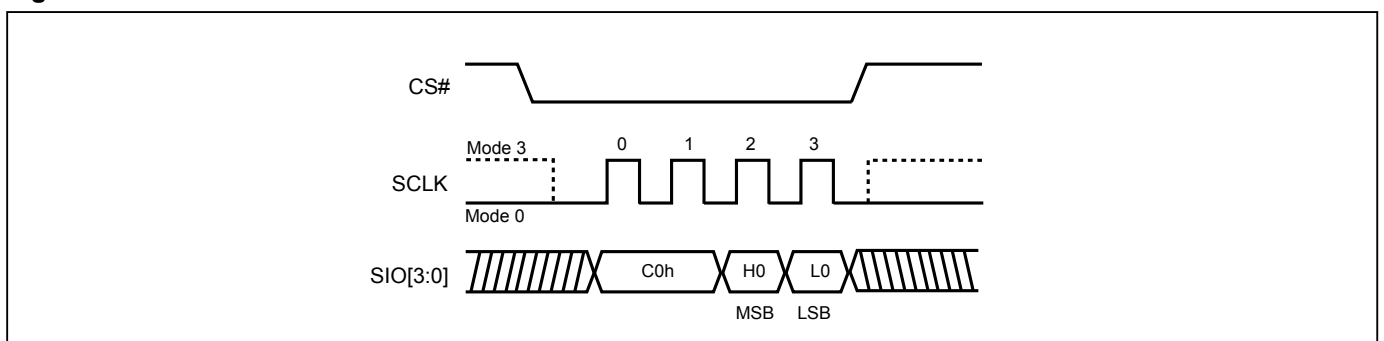 CS#
Mode 3
0 1 2 3
SCLK
Mode 0
SIO[3:0]
C0h H0 L0
MSB LSB